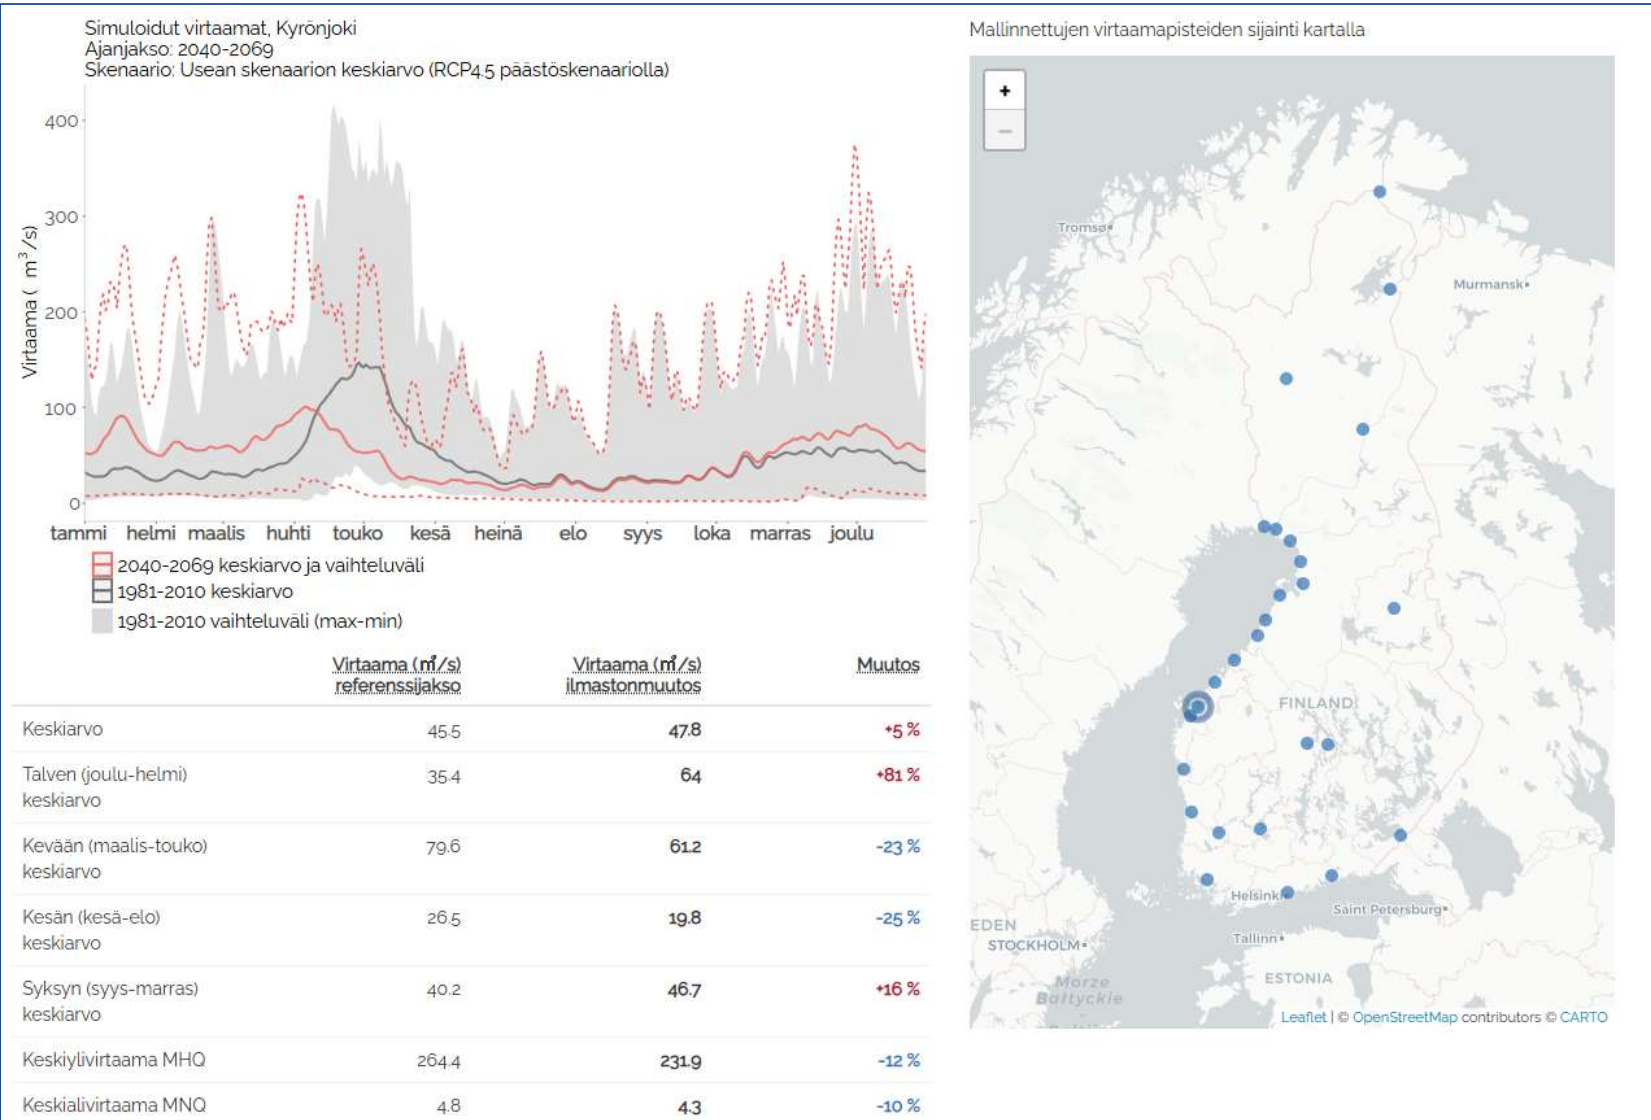 Simuloidut virtaamat, Kyrönjoki
Ajanjakso: 2040-2069
Skenaario: Usean skenaarion keskiarvo (RCP4.5 päästöskenaariolla)
Virtaama ( m³/s)
400
300
200
100
0
tammi helmi maalis huhti touko kesä heinä elo syys loka marras joulu
2040-2069 keskiarvo ja vaihteluväli
1981-2010 keskiarvo
1981-2010 vaihteluväli (max-min)
Virtaama (㎥/s) referenssijakso Virtaama (㎥/s) ilmastonmuutos Muutos
Keskiarvo 45.5 47.8 +5 %
Talven (joulu-helmi) keskiarvo 35.4 64 +81 %
Kevään (maalis-touko) keskiarvo 79.6 61.2 -23 %
Kesän (kesä-elo) keskiarvo 26.5 19.8 -25 %
Syksyn (syys-marras) keskiarvo 40.2 46.7 +16 %
Keskiylivirtaama MHQ 264.4 231.9 -12 %
Keskialivirtaama MNQ 4.8 4.3 -10 %
Mallinnettujen virtaamapisteiden sijainti kartalla
+
−
Tromsø
Murmansk
FINLAND
Helsinki
Saint Petersburg
EDEN
STOCKHOLM
Tallinn
ESTONIA
Morze
Bałtyckie
Leaflet | © OpenStreetMap contributors © CARTO